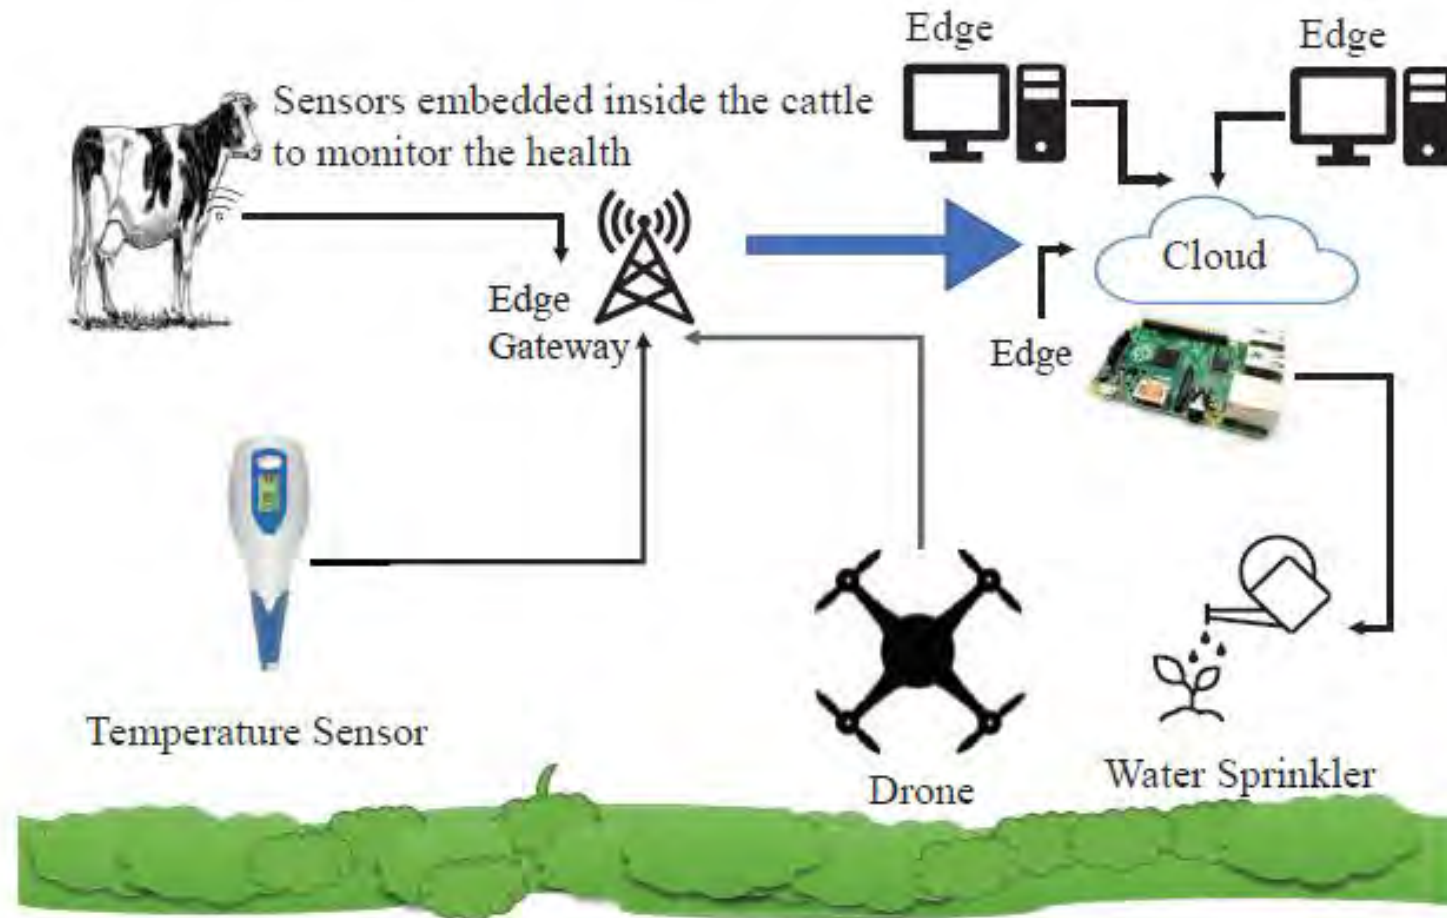 Edge
Edge
Sensors embedded inside the cattle
to monitor the health
Cloud
Edge
Gateway
Edge
Temperature Sensor
Drone
Water Sprinkler